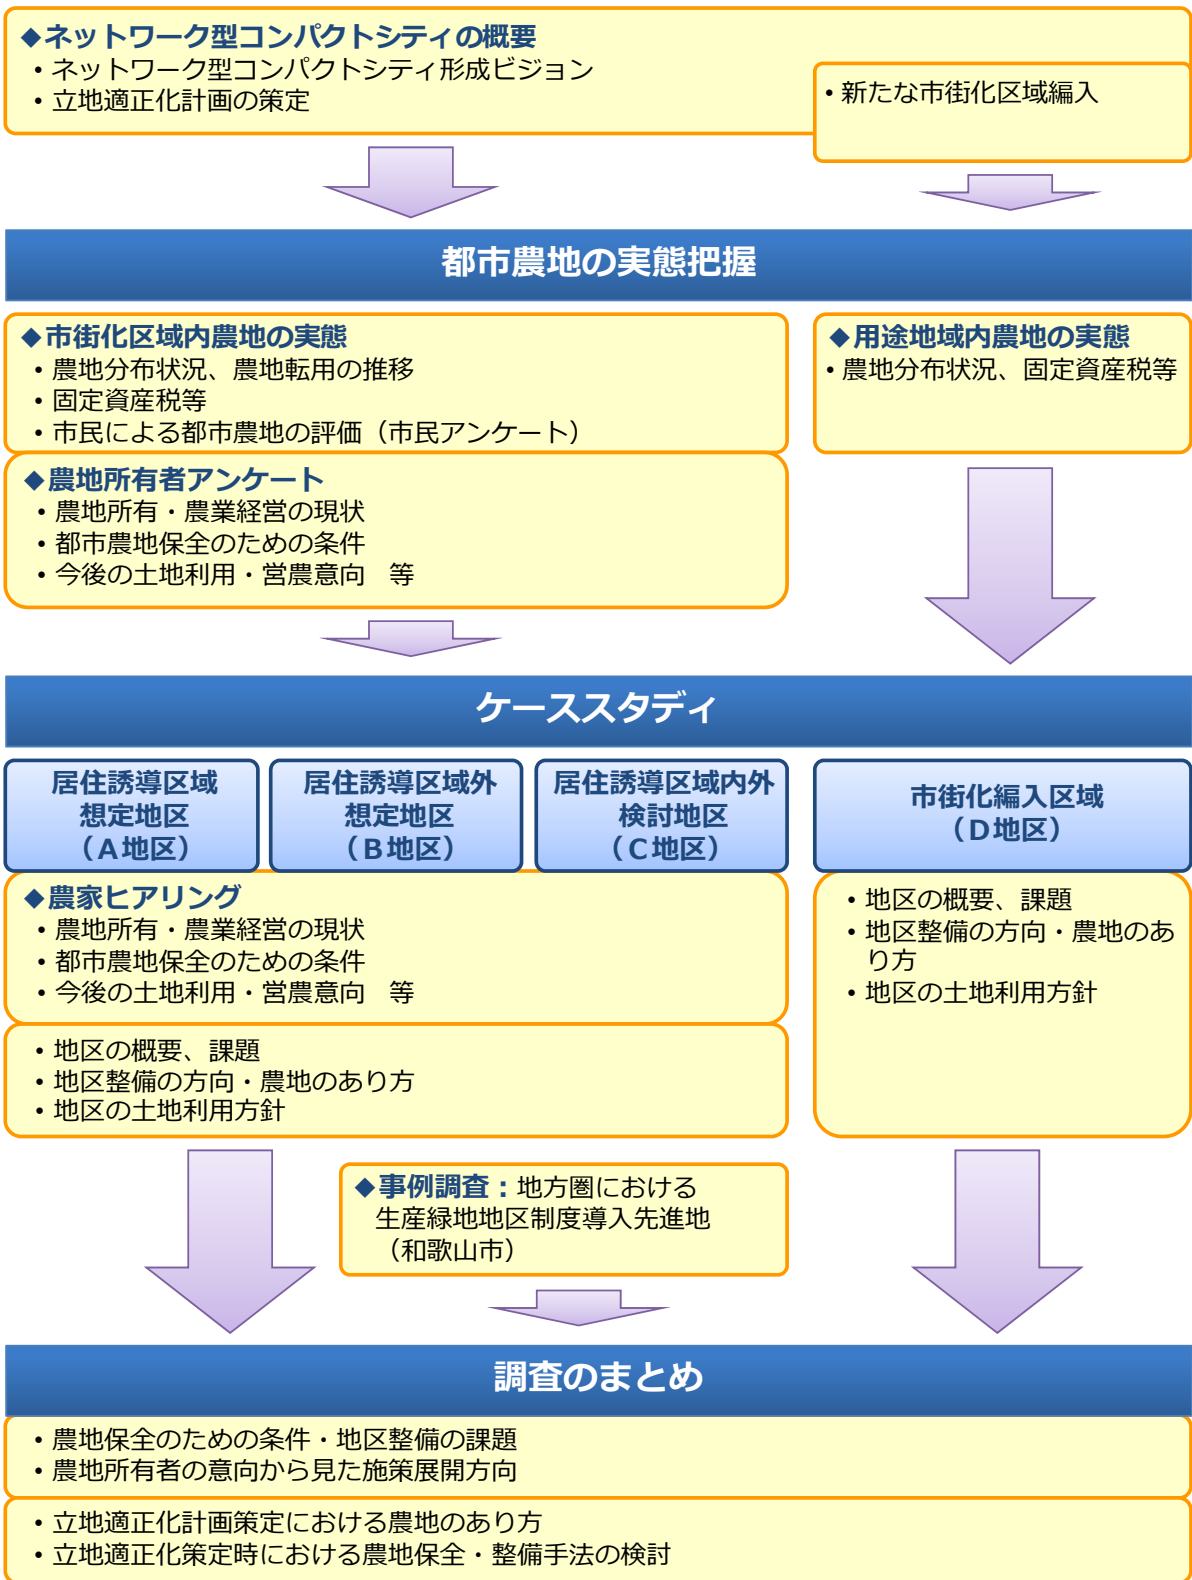 ◆ネットワーク型コンパクトシティの概要
・ネットワーク型コンパクトシティ形成ビジョン
・立地適正化計画の策定
・新たな市街化区域編入
都市農地の実態把握
◆市街化区域内農地の実態
・農地分布状況、農地転用の推移
・固定資産税等
・市民による都市農地の評価（市民アンケート）
◆用途地域内農地の実態
・農地分布状況、固定資産税等
◆農地所有者アンケート
・農地所有・農業経営の現状
・都市農地保全のための条件
・今後の土地利用・営農意向　等
ケーススタディ
居住誘導区域
想定地区
（Ａ地区）
居住誘導区域外
想定地区
（Ｂ地区）
居住誘導区域内外
検討地区
（Ｃ地区）
市街化編入区域
（Ｄ地区）
◆農家ヒアリング
・農地所有・農業経営の現状
・都市農地保全のための条件
・今後の土地利用・営農意向　等
・地区の概要、課題
・地区整備の方向・農地のあり方
・地区の土地利用方針
・地区の概要、課題
・地区整備の方向・農地のあ
り方
・地区の土地利用方針
◆事例調査：地方圏における
生産緑地地区制度導入先進地
（和歌山市）
調査のまとめ
・農地保全のための条件・地区整備の課題
・農地所有者の意向から見た施策展開方向
・立地適正化計画策定における農地のあり方
・立地適正化策定時における農地保全・整備手法の検討